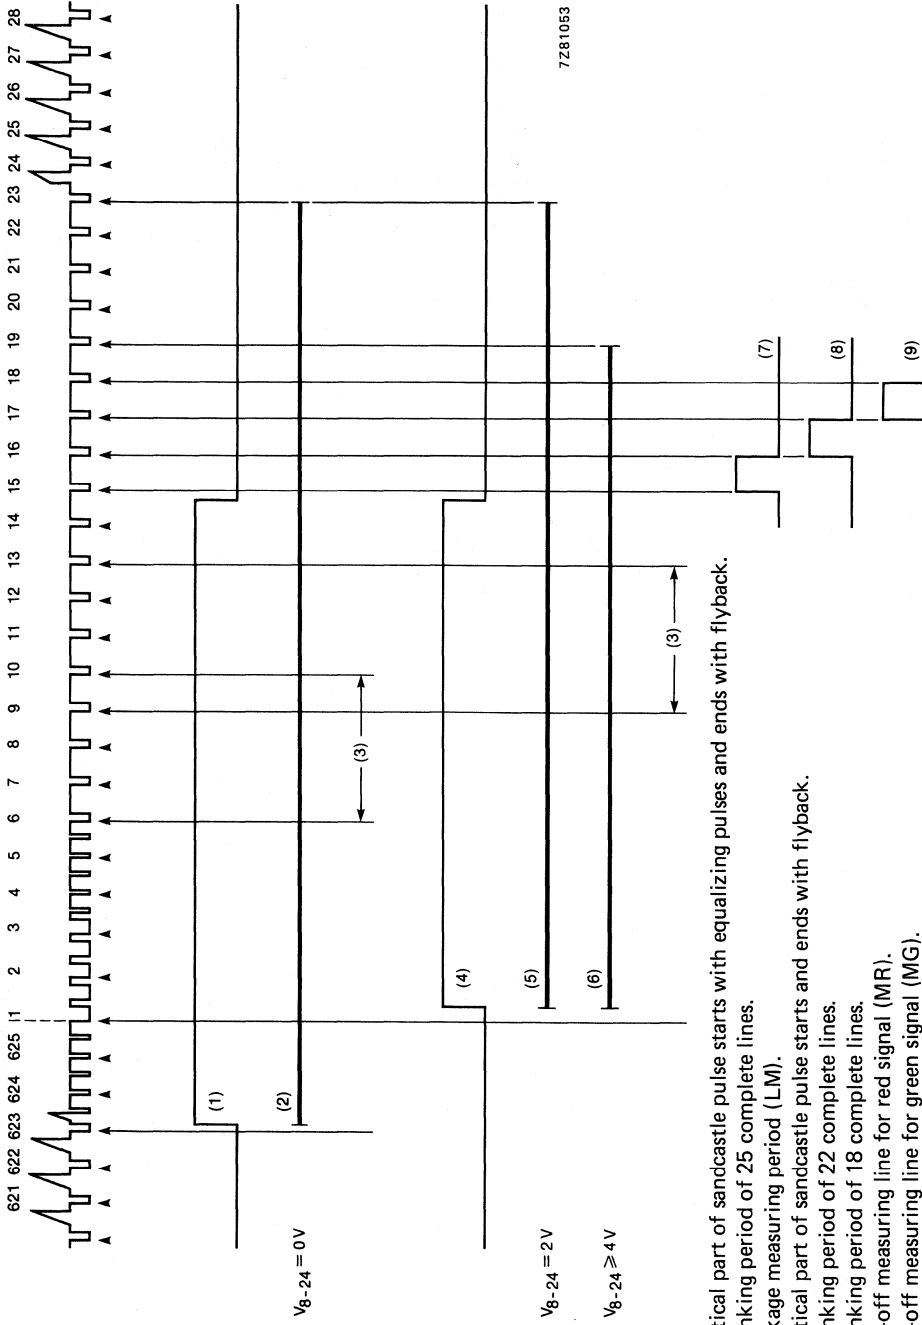 621 622 623 624 625 1 2 3 4 5 6 7 8 9 10 11 12 13 14 15 16 17 18 19 20 21 22 23 24 25 26 27 28
(1)
V8-24 = 0 V
(2)
(3)
(4)
V8-24 = 2 V
(5)
V8-24 ⩾ 4 V
(6)
(3)
7Z81053
(7)
(8)
(9)
tical part of sandcastle pulse starts with equalizing pulses and ends with flyback.
nking period of 25 complete lines.
kage measuring period (LM).
tical part of sandcastle pulse starts and ends with flyback.
nking period of 22 complete lines.
nking period of 18 complete lines.
-off measuring line for red signal (MR).
-off measuring line for green signal (MG).